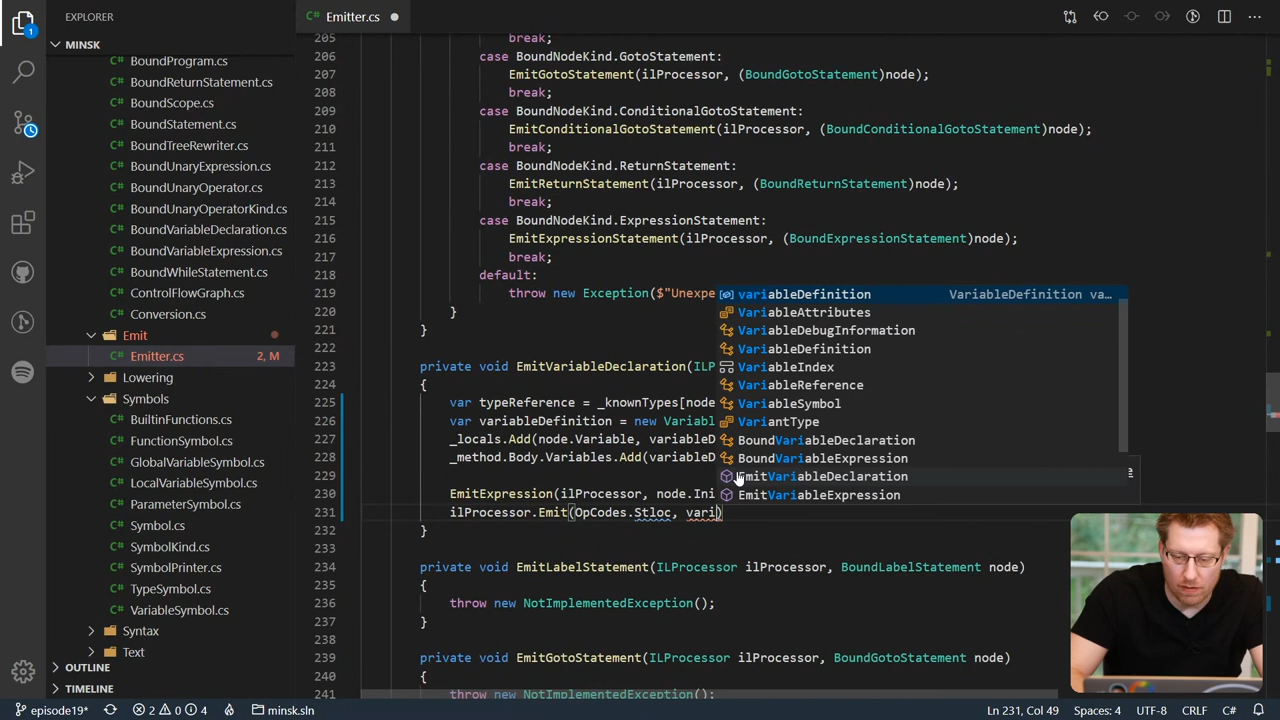 EXPLORER
Emitter.cs
MINSK
BoundProgram.cs
BoundReturnStatement.cs
BoundScope.cs
BoundStatement.cs
BoundTreeRewriter.cs
BoundUnaryExpression.cs
BoundUnaryOperator.cs
BoundUnaryOperatorKind.cs
BoundVariableDeclaration.cs
BoundVariableExpression.cs
BoundWhileStatement.cs
ControlFlowGraph.cs
Conversion.cs
Emit
Emitter.cs 2, M
Lowering
Symbols
BuiltinFunctions.cs
FunctionSymbol.cs
GlobalVariableSymbol.cs
LocalVariableSymbol.cs
ParameterSymbol.cs
Symbol.cs
SymbolKind.cs
SymbolPrinter.cs
TypeSymbol.cs
VariableSymbol.cs
Syntax
Text
OUTLINE
TIMELINE
205 break;
206 case BoundNodeKind.GotoStatement:
207 EmitGotoStatement(ilProcessor, (BoundGotoStatement)node);
208 break;
209 case BoundNodeKind.ConditionalGotoStatement:
210 EmitConditionalGotoStatement(ilProcessor, (BoundConditionalGotoStatement)node);
211 break;
212 case BoundNodeKind.ReturnStatement:
213 EmitReturnStatement(ilProcessor, (BoundReturnStatement)node);
214 break;
215 case BoundNodeKind.ExpressionStatement:
216 EmitExpressionStatement(ilProcessor, (BoundExpressionStatement)node);
217 break;
218 default:
219 throw new Exception($"Unexpe
220 }
221 }
222
223 private void EmitVariableDeclaration(ILP
224 {
225 var typeReference = _knownTypes[node
226 var variableDefinition = new Variabl
227 _locals.Add(node.Variable, variableD
228 _method.Body.Variables.Add(variableD
229
230 EmitExpression(ilProcessor, node.Ini
231 ilProcessor.Emit(OpCodes.Stloc, vari)
232 }
233
234 private void EmitLabelStatement(ILProcessor ilProcessor, BoundLabelStatement node)
235 {
236 throw new NotImplementedException();
237 }
238
239 private void EmitGotoStatement(ILProcessor ilProcessor, BoundGotoStatement node)
240 {
241 throw new NotImplementedException();
variableDefinition VariableDefinition va...
VariableAttributes
VariableDebugInformation
VariableDefinition
VariableIndex
VariableReference
VariableSymbol
VariantType
BoundVariableDeclaration
BoundVariableExpression
EmitVariableDeclaration
EmitVariableExpression
episode19* 2 0 4 minsk.sln Ln 231, Col 49 Spaces: 4 UTF-8 CRLF C#